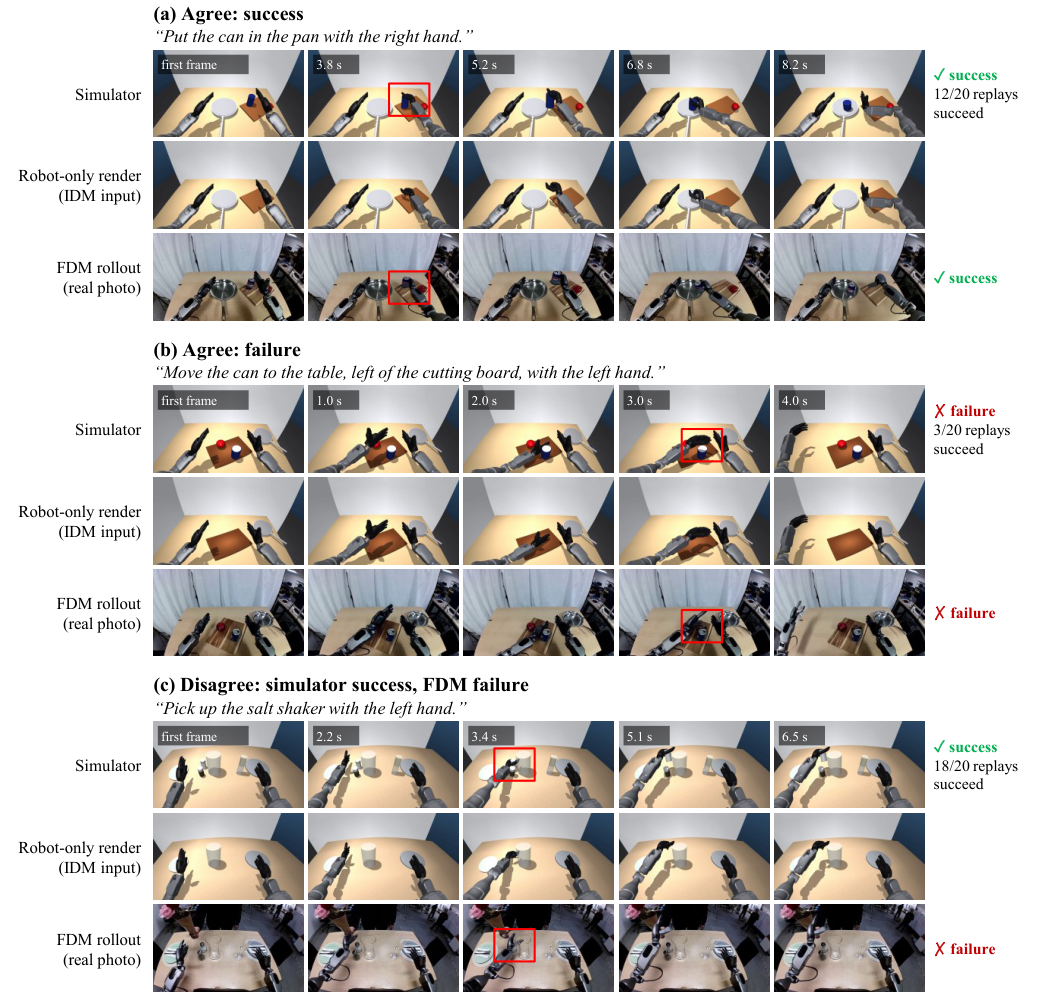 (a) Agree: success
“Put the can in the pan with the right hand.”
first frame
3.8 s
5.2 s
6.8 s
8.2 s
Simulator
✓ success
12/20 replays
succeed
Robot-only render
(IDM input)
FDM rollout
(real photo)
✓ success
(b) Agree: failure
“Move the can to the table, left of the cutting board, with the left hand.”
first frame
1.0 s
2.0 s
3.0 s
4.0 s
Simulator
✗ failure
3/20 replays
succeed
Robot-only render
(IDM input)
FDM rollout
(real photo)
✗ failure
(c) Disagree: simulator success, FDM failure
“Pick up the salt shaker with the left hand.”
first frame
2.2 s
3.4 s
5.1 s
6.5 s
Simulator
✓ success
18/20 replays
succeed
Robot-only render
(IDM input)
FDM rollout
(real photo)
✗ failure